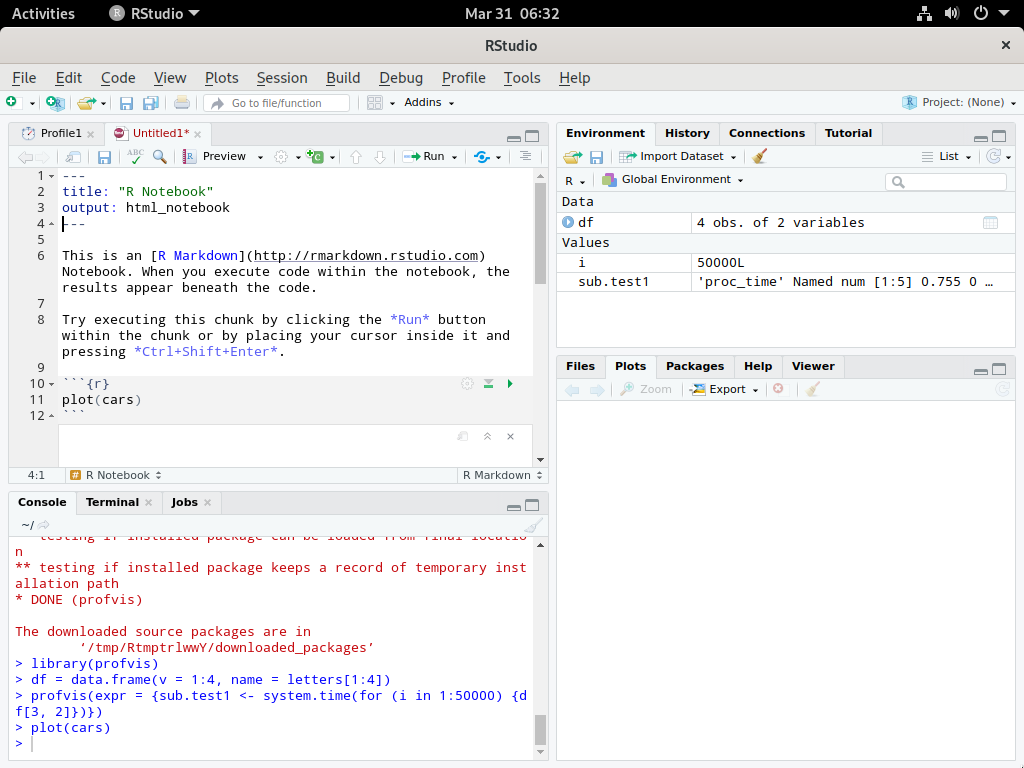 Activities RStudio Mar 31 06:32
RStudio
File Edit Code View Plots Session Build Debug Profile Tools Help
Go to file/function Addins Project: (None)
Profile1 Untitled1*
ABC Preview Run
1 ---
2 title: "R Notebook"
3 output: html_notebook
4 ---
5
6 This is an [R Markdown](http://rmarkdown.rstudio.com)
Notebook. When you execute code within the notebook, the
results appear beneath the code.
7
8 Try executing this chunk by clicking the *Run* button
within the chunk or by placing your cursor inside it and
pressing *Ctrl+Shift+Enter*.
9
10 ```{r}
11 plot(cars)
12 ```
4:1 # R Notebook R Markdown
Console Terminal Jobs
~/
** testing if installed package can be loaded from final locatio
n
** testing if installed package keeps a record of temporary inst
allation path
* DONE (profvis)
The downloaded source packages are in
‘/tmp/RtmptrlwwY/downloaded_packages’
> library(profvis)
> df = data.frame(v = 1:4, name = letters[1:4])
> profvis(expr = {sub.test1 <- system.time(for (i in 1:50000) {d
f[3, 2]})})
> plot(cars)
>
Environment History Connections Tutorial
Import Dataset List
R Global Environment
Data
df 4 obs. of 2 variables
Values
i 50000L
sub.test1 'proc_time' Named num [1:5] 0.755 0 …
Files Plots Packages Help Viewer
Zoom Export